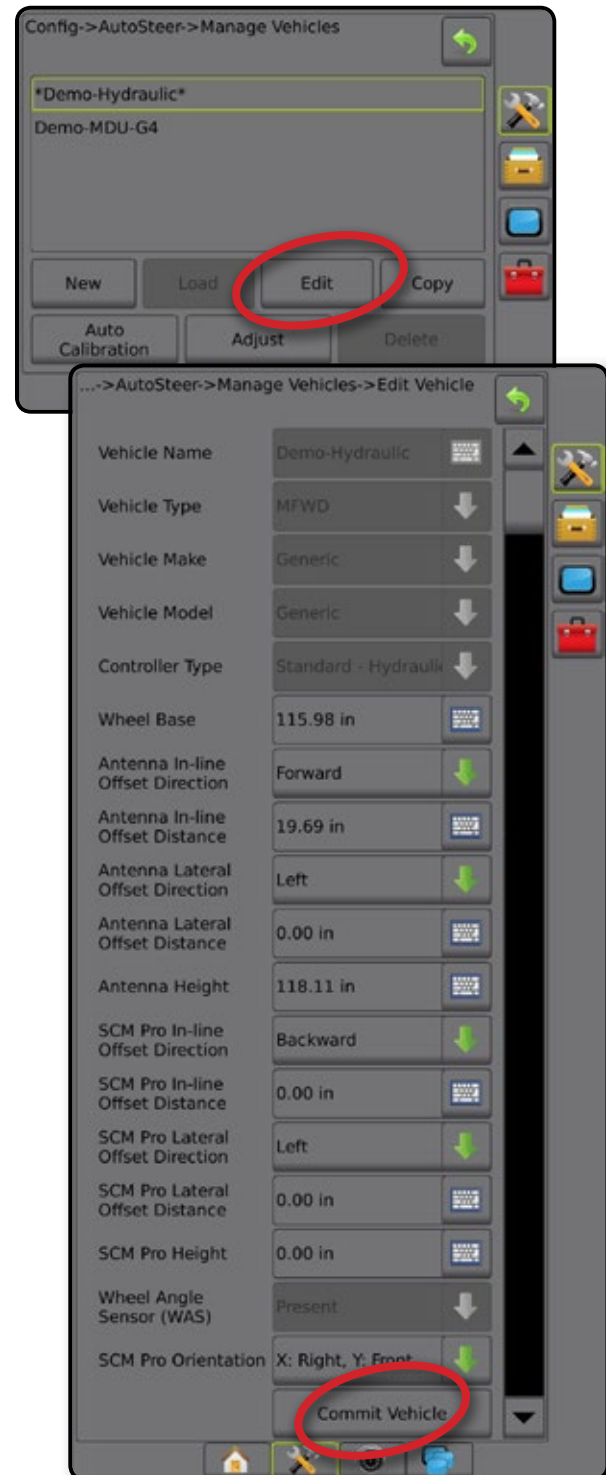 Config->AutoSteer->Manage Vehicles
*Demo-Hydraulic*
Demo-MDU-G4
New Load Edit Copy
Auto
Calibration
Adjust Delete
...->AutoSteer->Manage Vehicles->Edit Vehicle
Vehicle Name Demo-Hydraulic
Vehicle Type MFWD
Vehicle Make Generic
Vehicle Model Generic
Controller Type Standard - Hydraulic
Wheel Base 115.98 in
Antenna In-line
Offset Direction
Forward
Antenna In-line
Offset Distance
19.69 in
Antenna Lateral
Offset Direction
Left
Antenna Lateral
Offset Distance
0.00 in
Antenna Height 118.11 in
SCM Pro In-line
Offset Direction
Backward
SCM Pro In-line
Offset Distance
0.00 in
SCM Pro Lateral
Offset Direction
Left
SCM Pro Lateral
Offset Distance
0.00 in
SCM Pro Height 0.00 in
Wheel Angle
Sensor (WAS)
Present
SCM Pro Orientation X: Right, Y: Front
Commit Vehicle